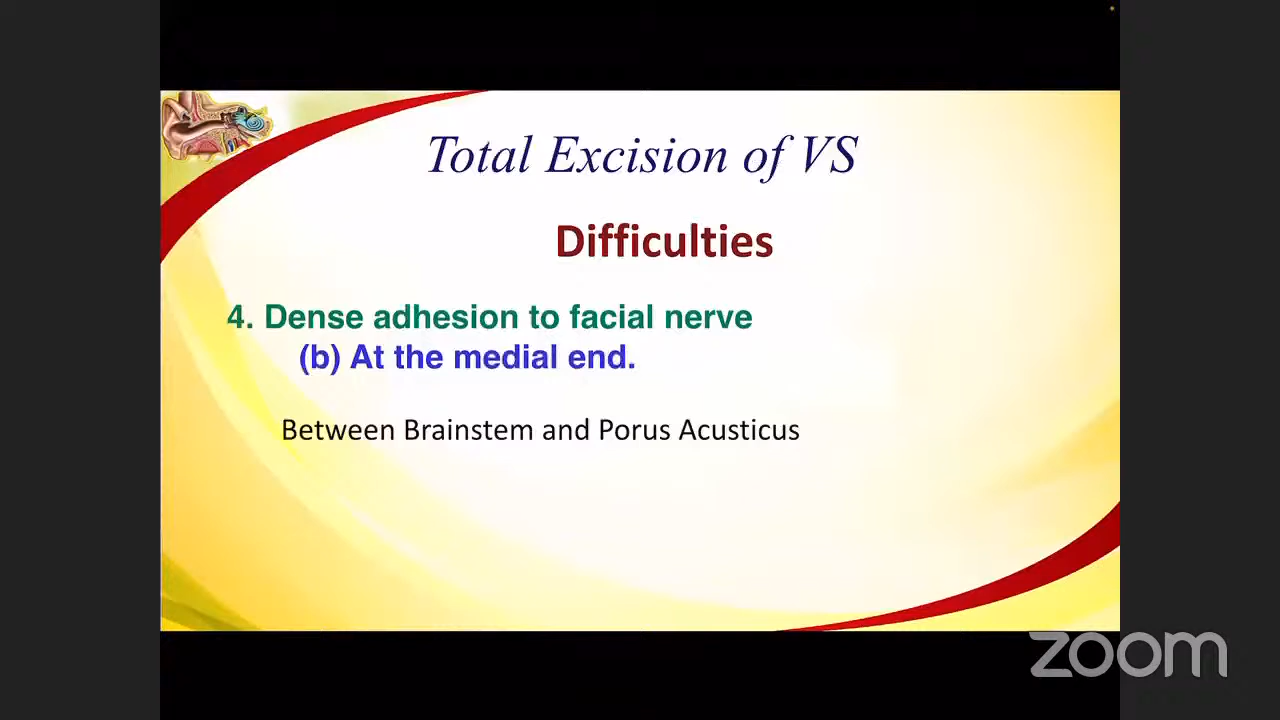 Total Excision of VS
Difficulties
4. Dense adhesion to facial nerve
(b) At the medial end.
Between Brainstem and Porus Acusticus
zoom